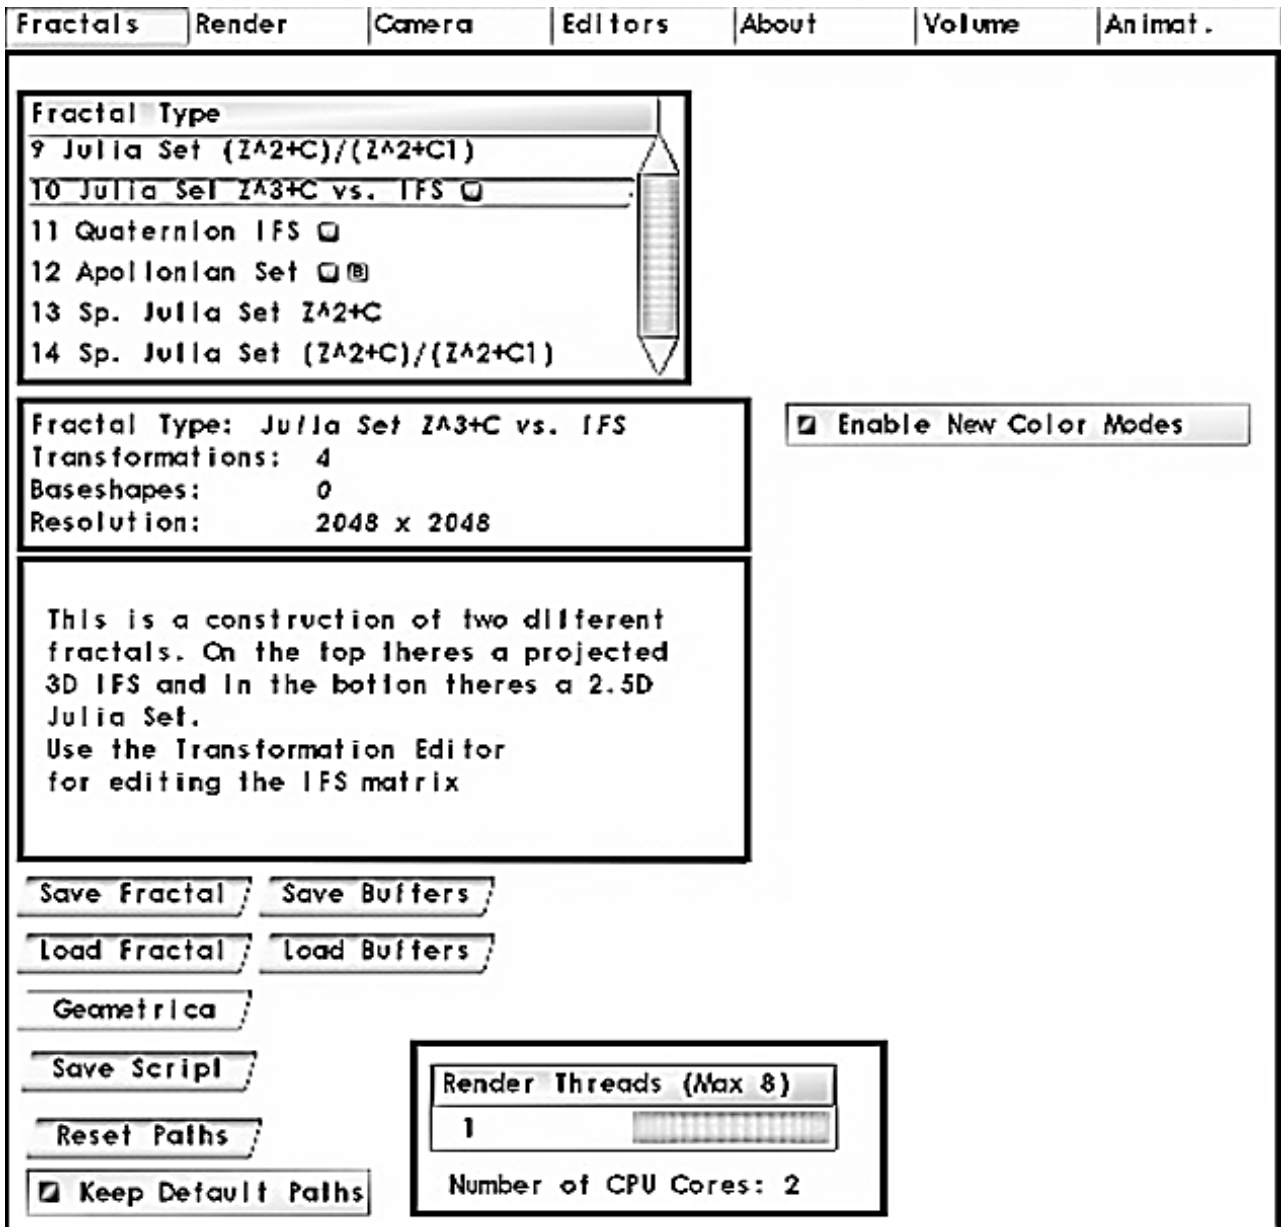 Fractals Render Camera Editors About Volume Animat.
Fractal Type
9 Julia Set (Z^2+C)/(Z^2+C1)
10 Julia Set Z^3+C vs. IFS
11 Quaternion IFS
12 Apollonian Set B
13 Sp. Julia Set Z^2+C
14 Sp. Julia Set (Z^2+C)/(Z^2+C1)
Fractal Type: Julia Set Z^3+C vs. IFS
Transformations: 4
Baseshapes: 0
Resolution: 2048 x 2048
Enable New Color Modes
This is a construction of two different
fractals. On the top theres a projected
3D IFS and in the bottion theres a 2.5D
Julia Set.
Use the Transformation Editor
for editing the IFS matrix
Save Fractal Save Buffers
Load Fractal Load Buffers
Geometrica
Save Script
Reset Paths
Keep Default Paths
Render Threads (Max 8)
1
Number of CPU Cores: 2